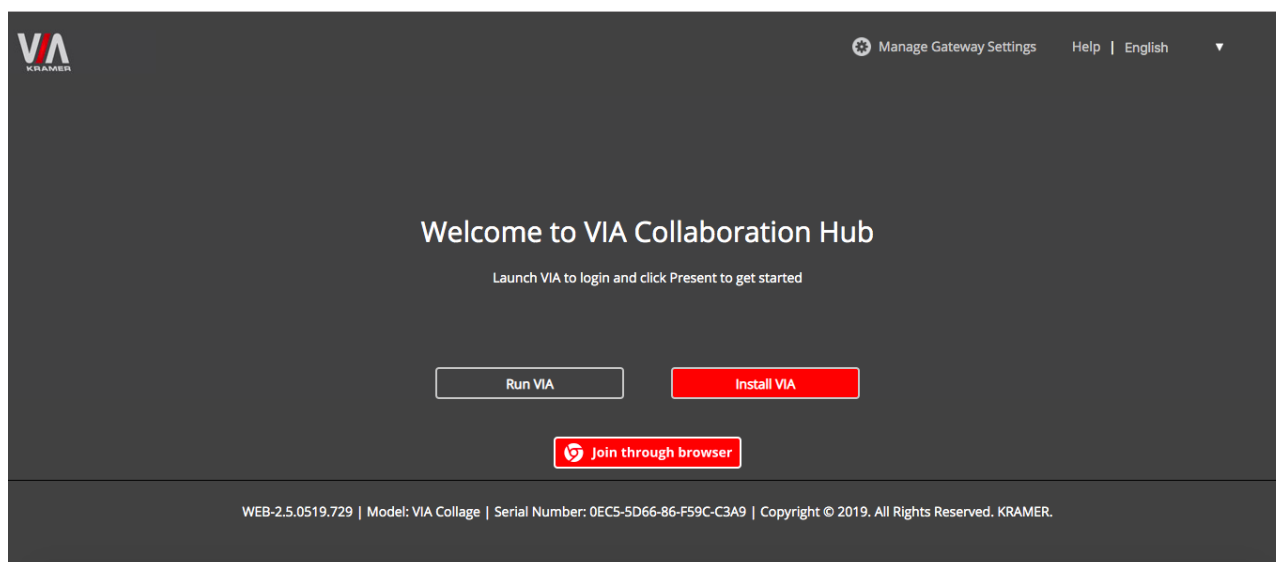 VIA
KRAMER
Manage Gateway Settings Help | English
Welcome to VIA Collaboration Hub
Launch VIA to login and click Present to get started
Run VIA Install VIA
Join through browser
WEB-2.5.0519.729 | Model: VIA Collage | Serial Number: 0EC5-5D66-86-F59C-C3A9 | Copyright © 2019. All Rights Reserved. KRAMER.